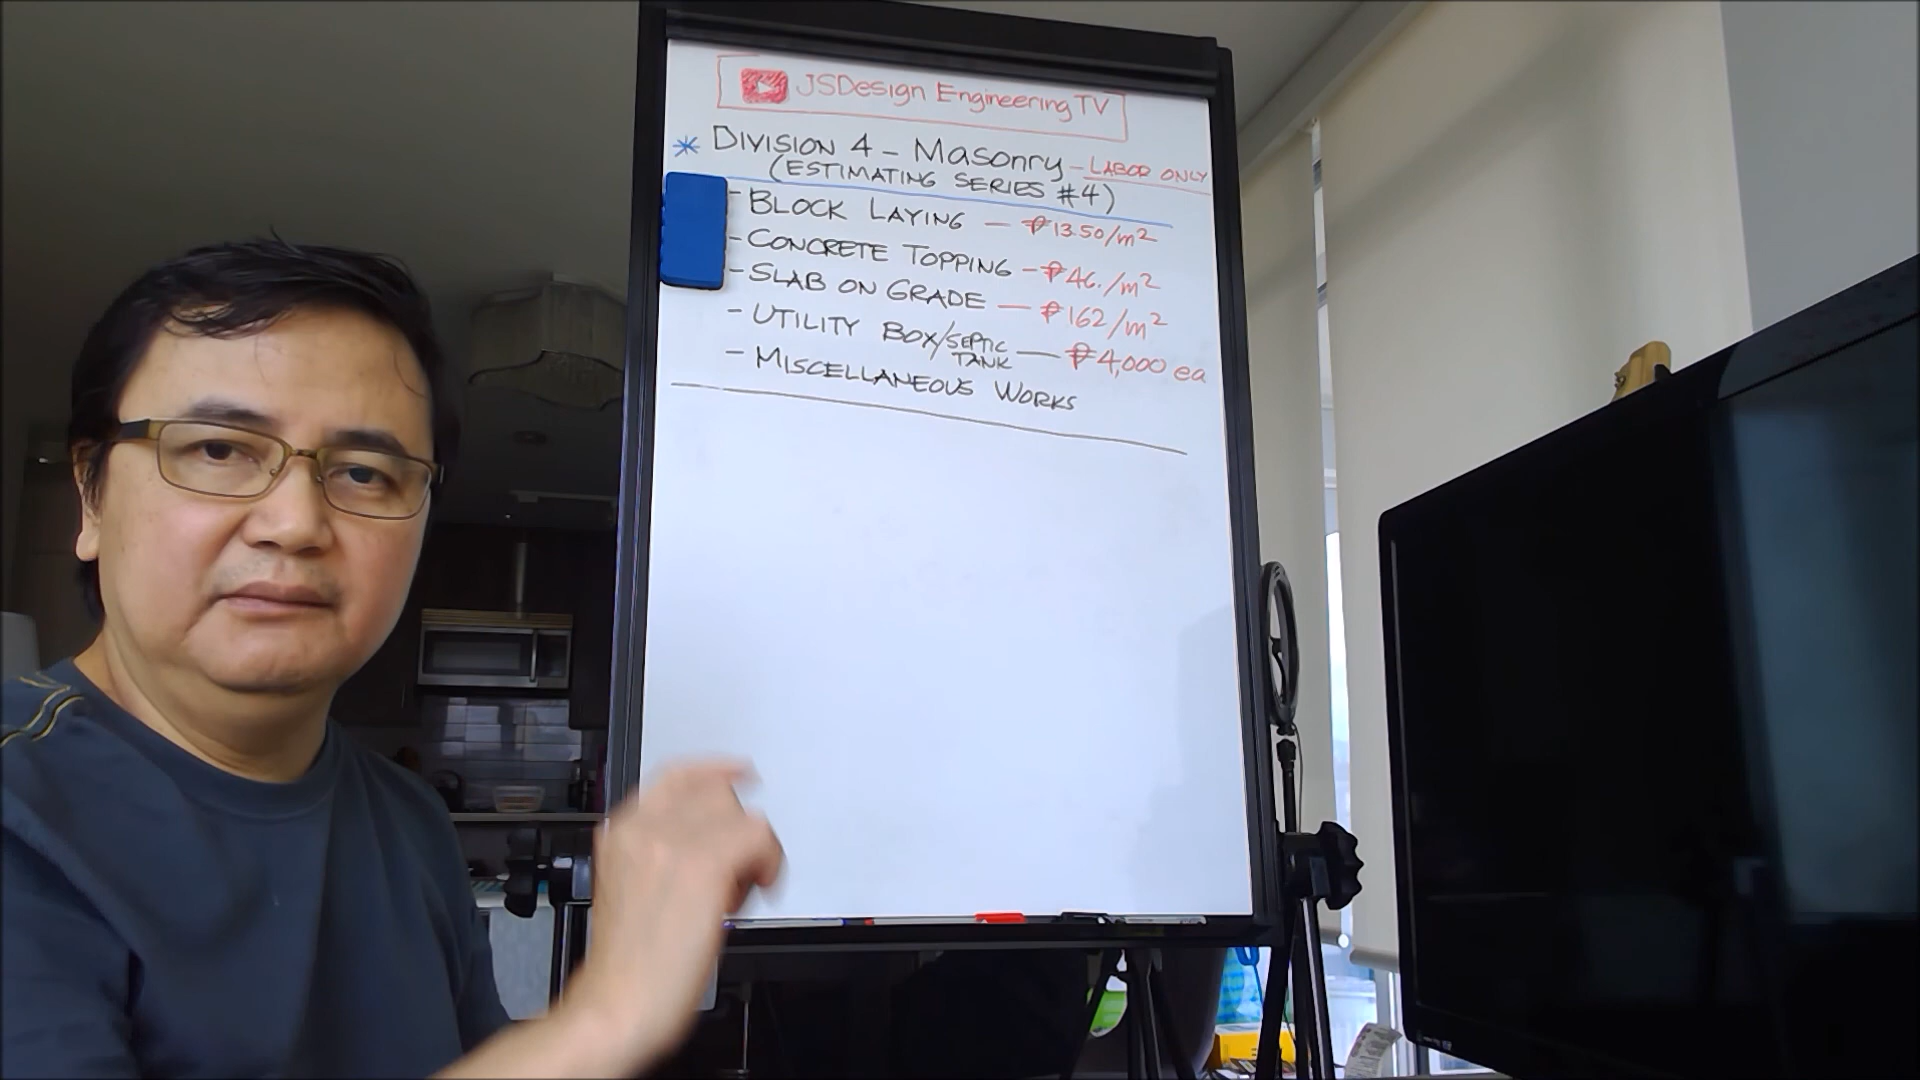 JSDesign Engineering TV
* DIVISION 4 - MASONRY - LABOR ONLY
(ESTIMATING SERIES #4)
- BLOCK LAYING — ₱13.50/m²
- CONCRETE TOPPING - ₱46./m²
- SLAB ON GRADE — ₱162/m²
- UTILITY BOX/SEPTIC TANK — ₱4,000 ea
- MISCELLANEOUS WORKS